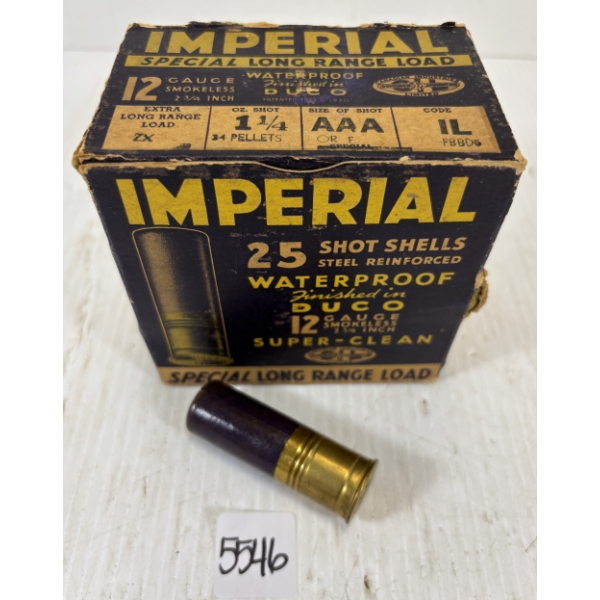 IMPERIAL
SPECIAL LONG RANGE LOAD
12 GAUGE SMOKELESS 2 3/4 INCH
WATERPROOF
Finished in
DUCO
EXTRA LONG RANGE LOAD
ZX
OZ. SHOT
1 1/4
34 PELLETS
SIZE OF SHOT
AAA
OR F
SPECIAL
CODE
IL
IMPERIAL
25 SHOT SHELLS
STEEL REINFORCED
WATERPROOF
Finished in
DUCO
12 GAUGE SMOKELESS 2 3/4 INCH
SUPER-CLEAN
SPECIAL LONG RANGE LOAD
5546